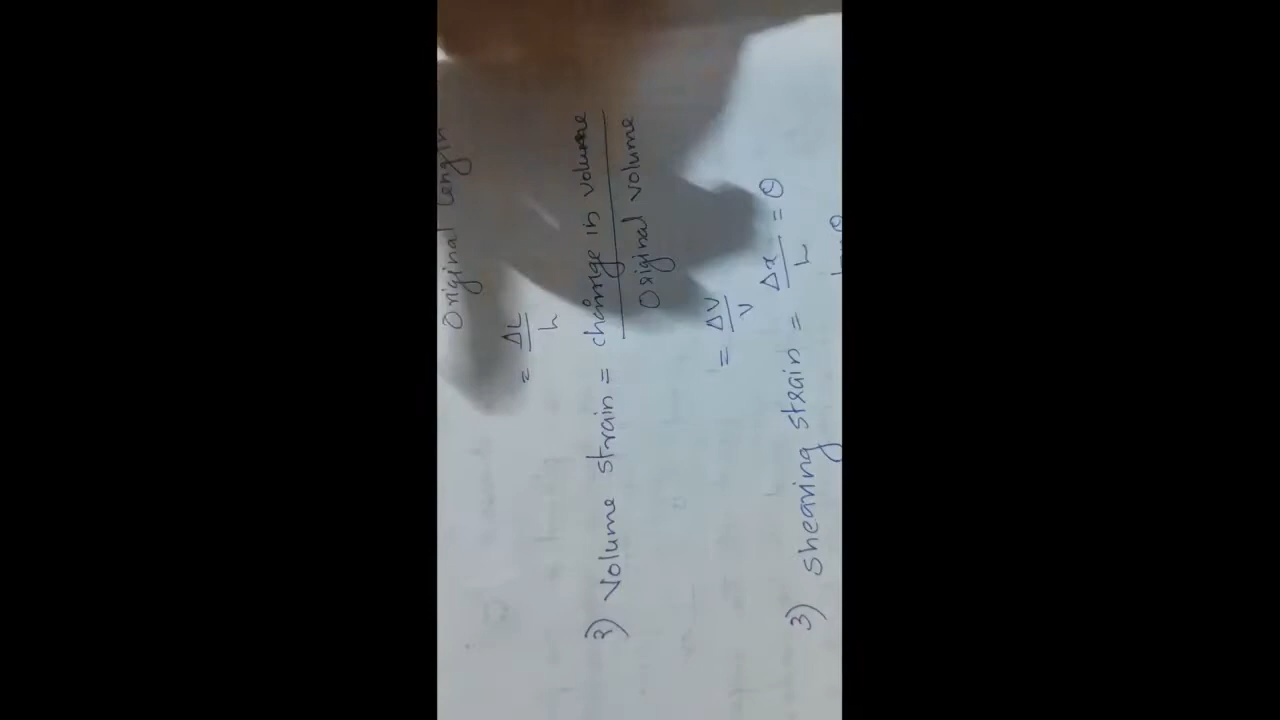 Original Length
= ΔL/L
2) Volume strain = change in volume/Original volume
= ΔV/V
3) Shearing strain = Δx/L = θ